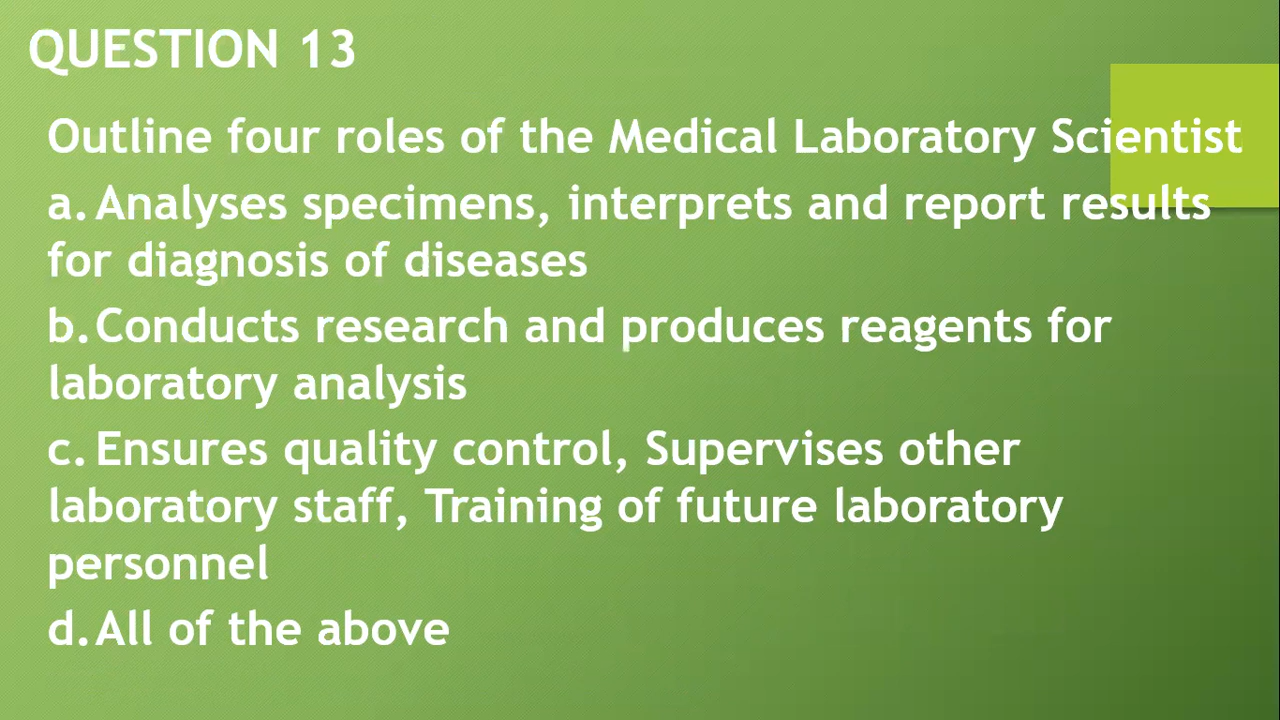 QUESTION 13
Outline four roles of the Medical Laboratory Scientist
a. Analyses specimens, interprets and report results
for diagnosis of diseases
b. Conducts research and produces reagents for
laboratory analysis
c. Ensures quality control, Supervises other
laboratory staff, Training of future laboratory
personnel
d. All of the above